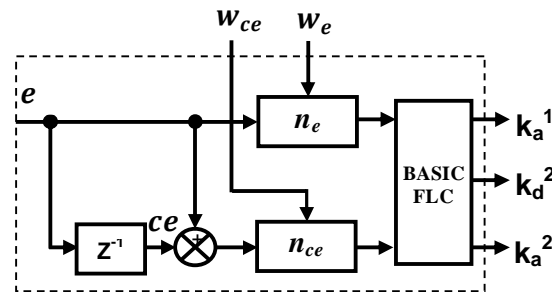 w_ce w_e
e
n_e
k_a^1
BASIC
FLC
k_d^2
ce
+
Z^-1
n_ce
k_a^2